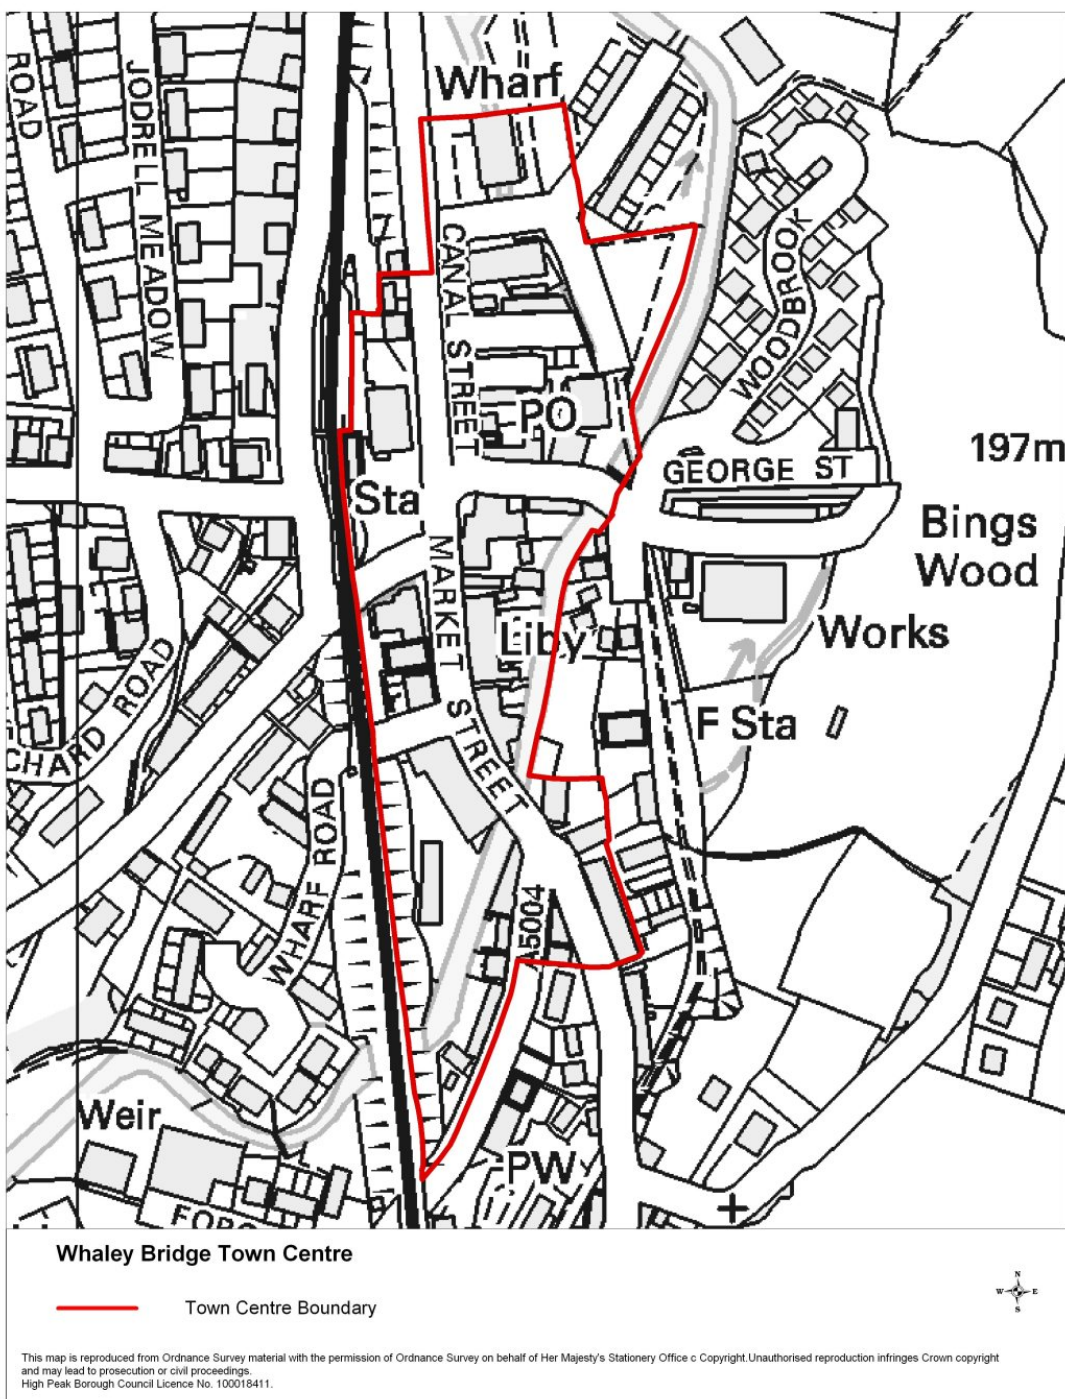 Wharf
ROAD
JODRELL MEADOW
CANAL STREET
WOODBROOK
PO
197m
GEORGE ST
Sta
Bings
Wood
MARKET STREET
Liby
Works
F Sta
CHARD ROAD
WHARF ROAD
A5004
Weir
PW
Whaley Bridge Town Centre
Town Centre Boundary
N
W E
S
This map is reproduced from Ordnance Survey material with the permission of Ordnance Survey on behalf of Her Majesty's Stationery Office c Copyright.Unauthorised reproduction infringes Crown copyright
and may lead to prosecution or civil proceedings.
High Peak Borough Council Licence No. 100018411.